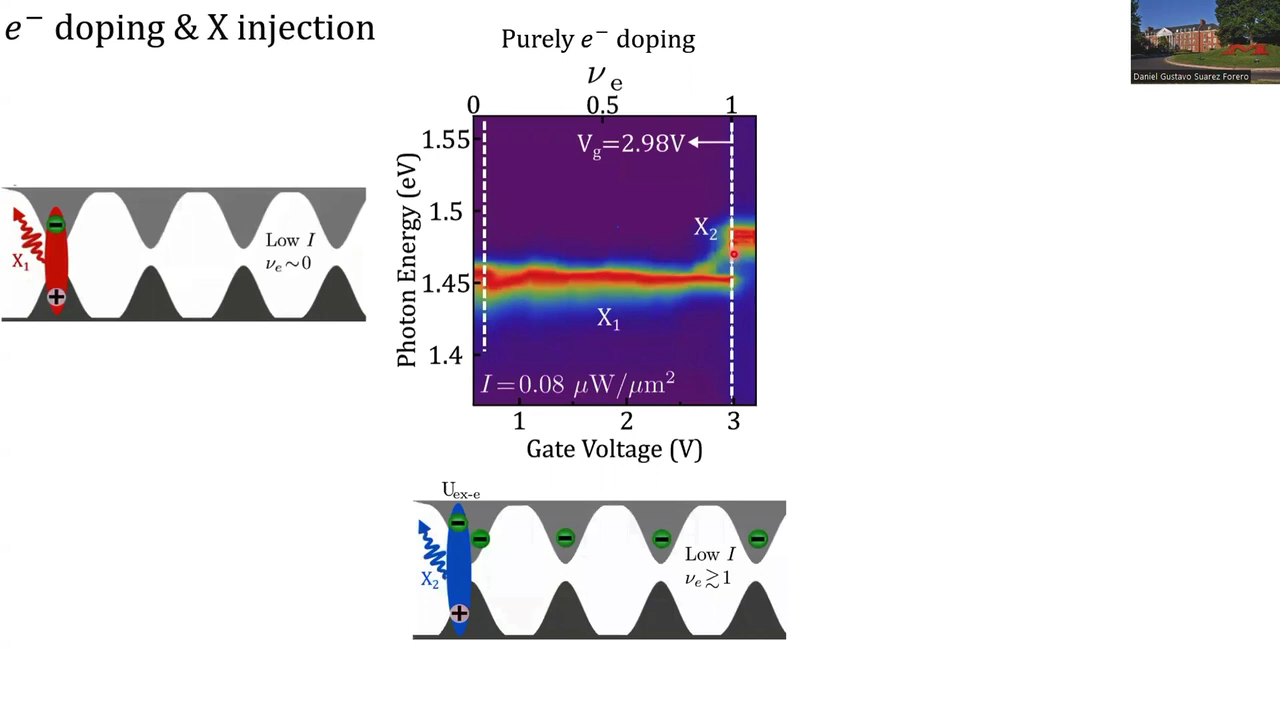 e⁻ doping & X injection
Daniel Gustavo Suarez Forero
Purely e⁻ doping
νₑ
0 0.5 1
1.55
1.5
1.45
1.4
Photon Energy (eV)
V_g=2.98V
X₂
X₁
I=0.08 μW/μm²
1 2 3
Gate Voltage (V)
X₁
Low I
νₑ∼0
U_ex-e
X₂
Low I
νₑ≳1